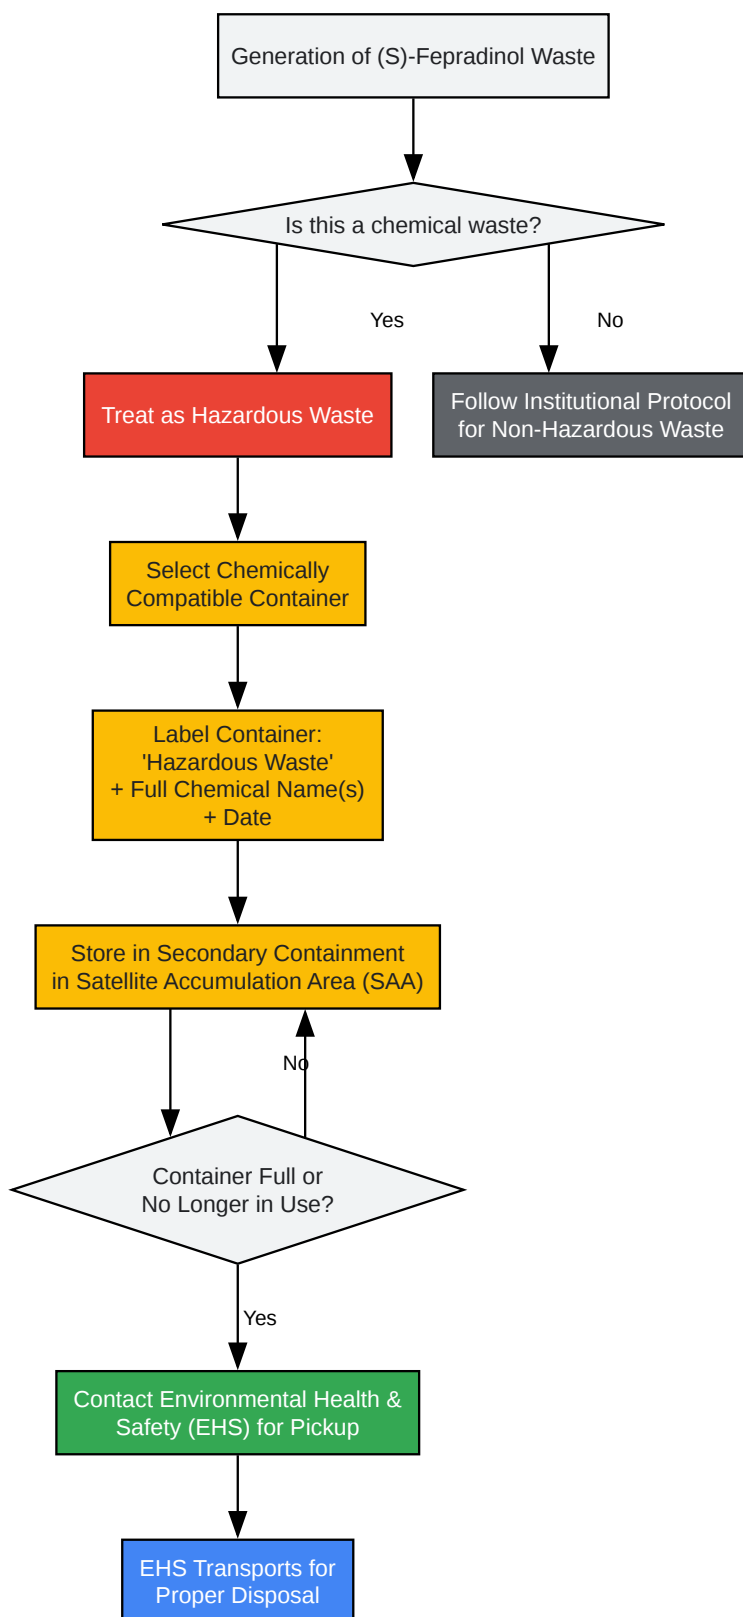 Generation of (S)-Fepradinol Waste
Is this a chemical waste?
Yes
No
Treat as Hazardous Waste
Follow Institutional Protocol
for Non-Hazardous Waste
Select Chemically
Compatible Container
Label Container:
'Hazardous Waste'
+ Full Chemical Name(s)
+ Date
Store in Secondary Containment
in Satellite Accumulation Area (SAA)
No
Container Full or
No Longer in Use?
Yes
Contact Environmental Health &
Safety (EHS) for Pickup
EHS Transports for
Proper Disposal